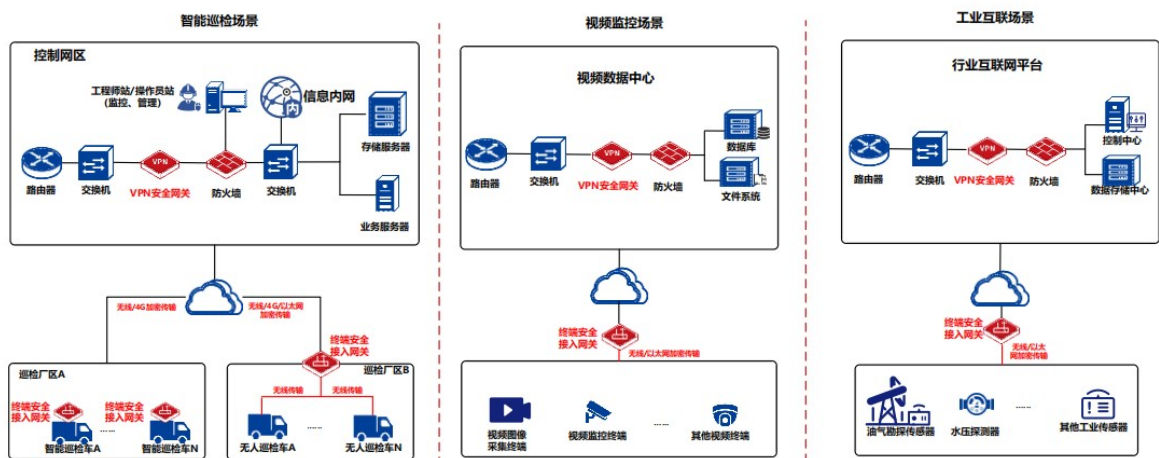 智能巡检场景
控制网区
工程师站/操作员站
(监控、管理)
信息内网
内
存储服务器
VPN
路由器
交换机
VPN安全网关
防火墙
交换机
业务服务器
无线/4G加密传输
无线/4G/以太网
加密传输
终端安全
接入网关
巡检厂区A
终端安全
接入网关
终端安全
接入网关
......
智能巡检车A
智能巡检车N
巡检厂区B
无线传输
无线传输
......
无人巡检车A
无人巡检车N
视频监控场景
视频数据中心
数据库
VPN
路由器
交换机
VPN安全网关
防火墙
文件系统
终端安全
接入网关
无线/以太网加密传输
视频图像
采集终端
视频监控终端
......
其他视频终端
工业互联场景
行业互联网平台
控制中心
VPN
路由器
交换机
VPN安全网关
防火墙
数据存储中心
终端安全
接入网关
无线/以太
网加密传输
油气勘探传感器
水压探测器
......
其他工业传感器